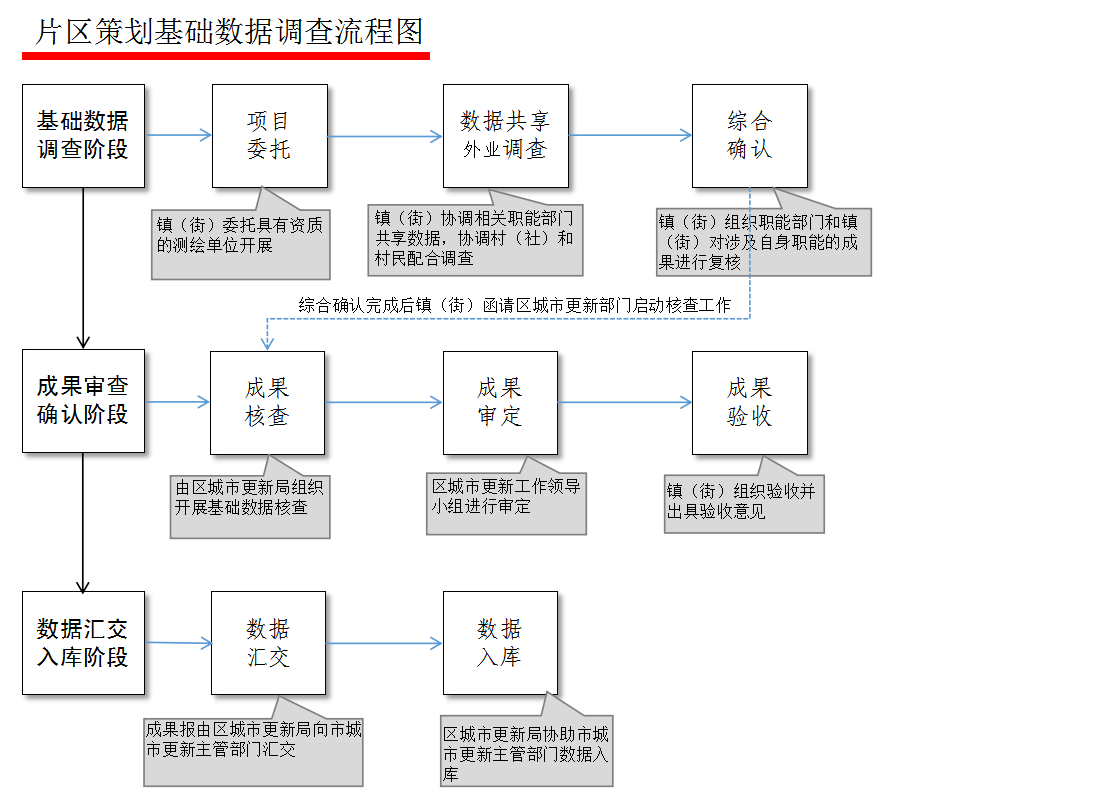 片区策划基础数据调查流程图
基础数据
调查阶段
项目
委托
数据共享
外业调查
综合
确认
镇（街）委托具有资质
的测绘单位开展
镇（街）协调相关职能部门
共享数据，协调村（社）和
村民配合调查
镇（街）组织职能部门和镇
（街）对涉及自身职能的成
果进行复核
综合确认完成后镇（街）函请区城市更新部门启动核查工作
成果审查
确认阶段
成果
核查
成果
审定
成果
验收
由区城市更新局组织
开展基础数据核查
区城市更新工作领导
小组进行审定
镇（街）组织验收并
出具验收意见
数据汇交
入库阶段
数据
汇交
数据
入库
成果报由区城市更新局向市城
市更新主管部门汇交
区城市更新局协助市城
市更新主管部门数据入
库